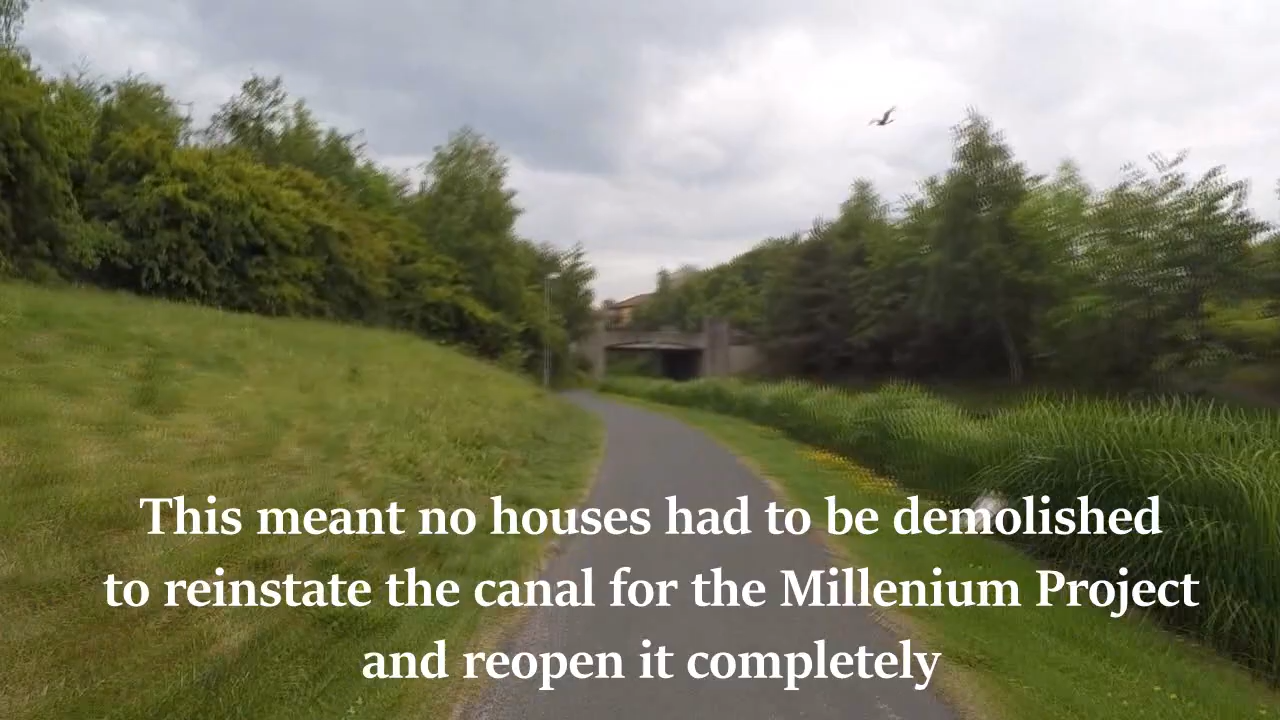 This meant no houses had to be demolished
to reinstate the canal for the Millenium Project
and reopen it completely